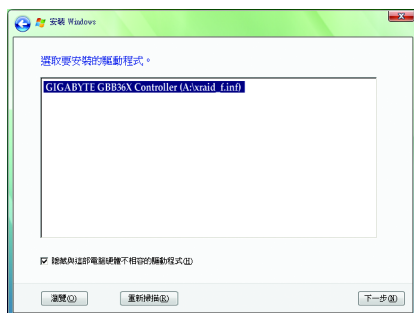 安裝 Windows
選取要安裝的驅動程式。
GIGABYTE GBB36X Controller (A:\xraid_f.inf)
隱藏與這部電腦硬體不相容的驅動程式(H)
瀏覽(O)
重新掃描(R)
下一步(N)